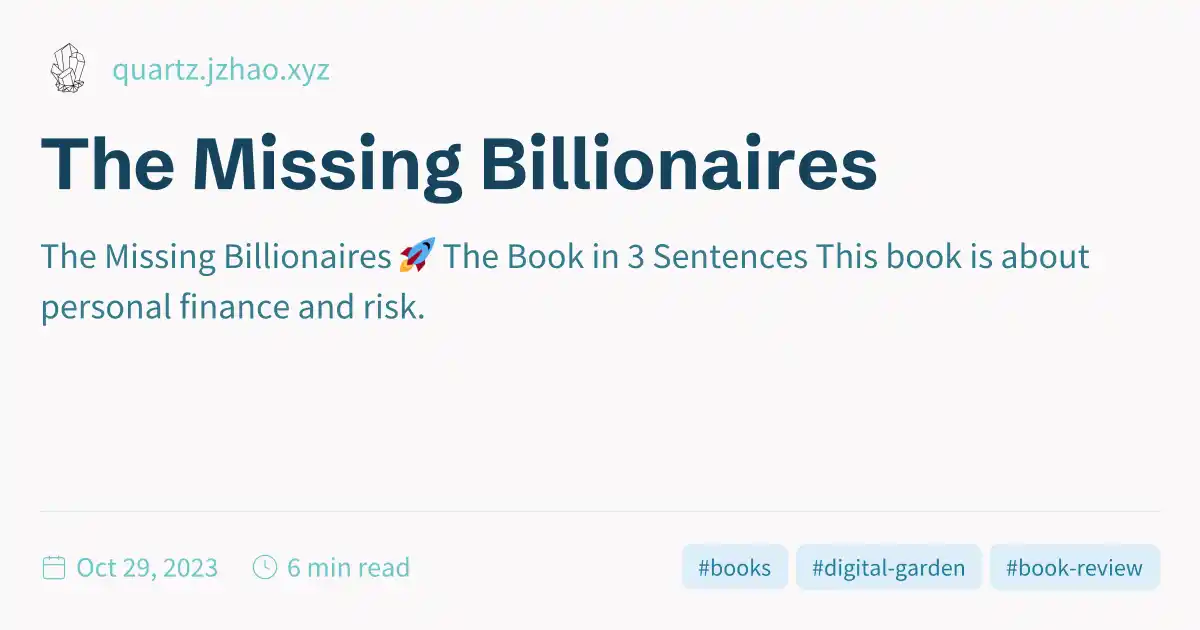 quartz.jzhao.xyz
The Missing Billionaires
The Missing Billionaires 🚀 The Book in 3 Sentences This book is about
personal finance and risk.
Oct 29, 2023 6 min read #books #digital-garden #book-review